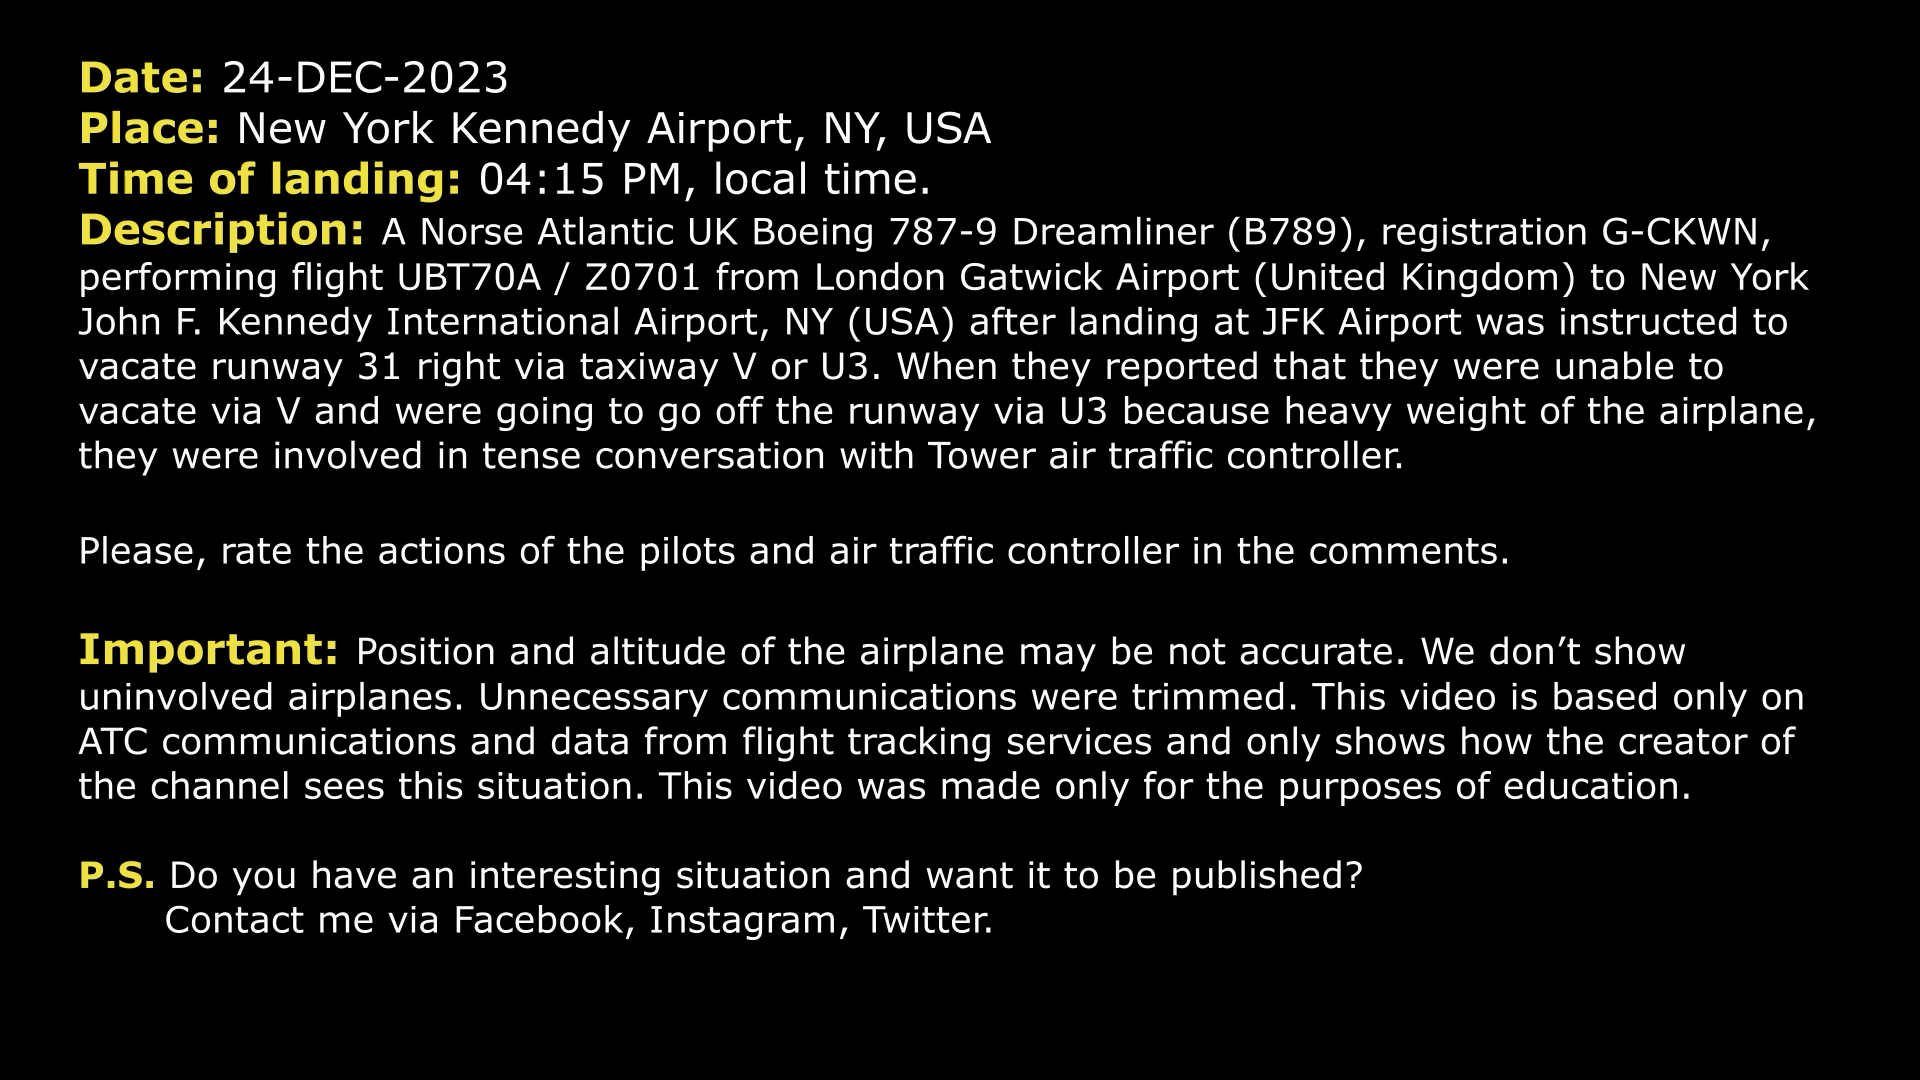 Date: 24-DEC-2023
Place: New York Kennedy Airport, NY, USA
Time of landing: 04:15 PM, local time.
Description: A Norse Atlantic UK Boeing 787-9 Dreamliner (B789), registration G-CKWN,
performing flight UBT70A / Z0701 from London Gatwick Airport (United Kingdom) to New York
John F. Kennedy International Airport, NY (USA) after landing at JFK Airport was instructed to
vacate runway 31 right via taxiway V or U3. When they reported that they were unable to
vacate via V and were going to go off the runway via U3 because heavy weight of the airplane,
they were involved in tense conversation with Tower air traffic controller.
Please, rate the actions of the pilots and air traffic controller in the comments.
Important: Position and altitude of the airplane may be not accurate. We don’t show
uninvolved airplanes. Unnecessary communications were trimmed. This video is based only on
ATC communications and data from flight tracking services and only shows how the creator of
the channel sees this situation. This video was made only for the purposes of education.
P.S. Do you have an interesting situation and want it to be published?
Contact me via Facebook, Instagram, Twitter.